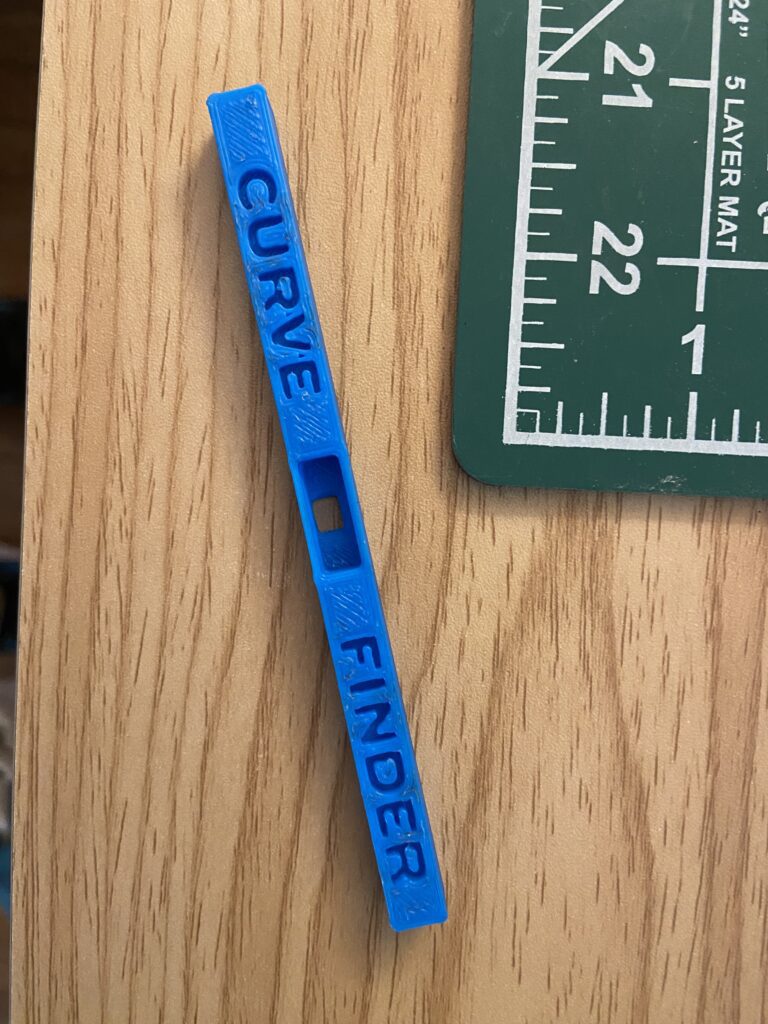 CURVE FINDER
24"
5 LAYER MAT
21
22
1